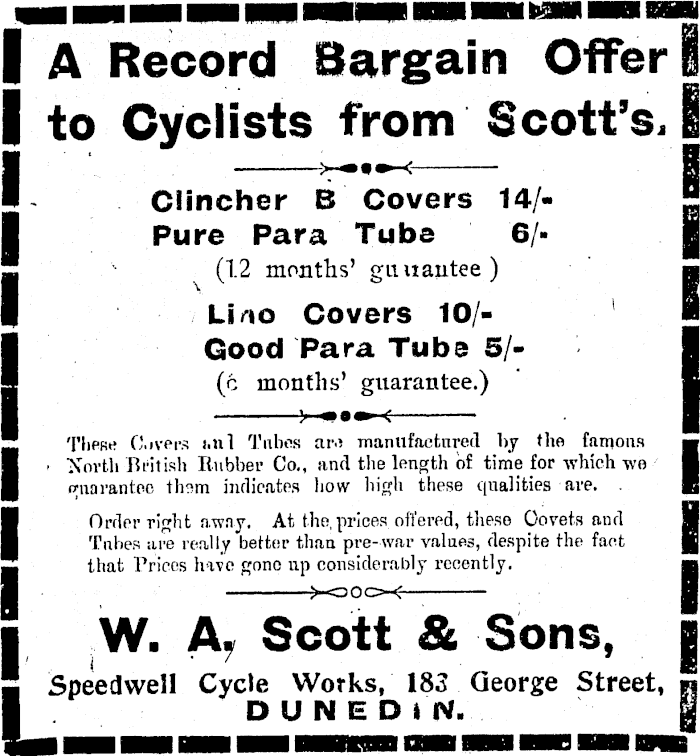 A Record Bargain Offer
to Cyclists from Scott's.
Clincher B Covers 14/-
Pure Para Tube 6/-
(12 months' guarantee)
Lino Covers 10/-
Good Para Tube 5/-
(6 months' guarantee.)
These Covers and Tubes are manufactured by the famous
North British Rubber Co., and the length of time for which we
guarantee them indicates how high these qualities are.
Order right away. At the prices offered, these Covets and
Tubes are really better than pre-war values, despite the fact
that Prices have gone up considerably recently.
W. A. Scott & Sons,
Speedwell Cycle Works, 183 George Street,
DUNEDIN.